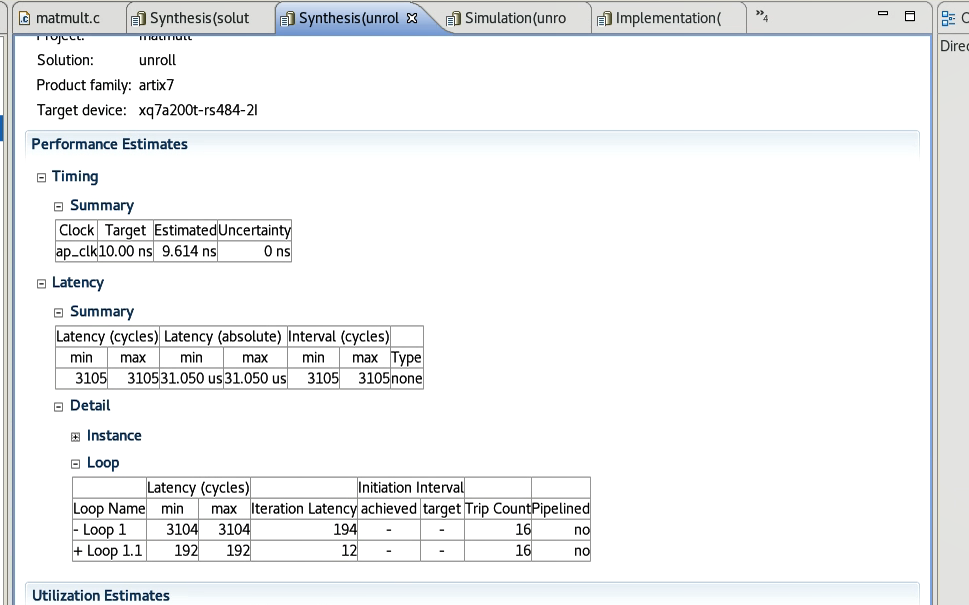 matmult.c Synthesis(solut Synthesis(unrol Simulation(unro Implementation( »4
Project: matmult
Solution: unroll
Product family: artix7
Target device: xq7a200t-rs484-2I
Direc
Performance Estimates
Timing
Summary
Clock Target Estimated Uncertainty
ap_clk 10.00 ns 9.614 ns 0 ns
Latency
Summary
Latency (cycles) Latency (absolute) Interval (cycles)
min max min max min max Type
3105 3105 31.050 us 31.050 us 3105 3105 none
Detail
Instance
Loop
Latency (cycles) Initiation Interval
Loop Name min max Iteration Latency achieved target Trip Count Pipelined
- Loop 1 3104 3104 194 - - 16 no
+ Loop 1.1 192 192 12 - - 16 no
Utilization Estimates